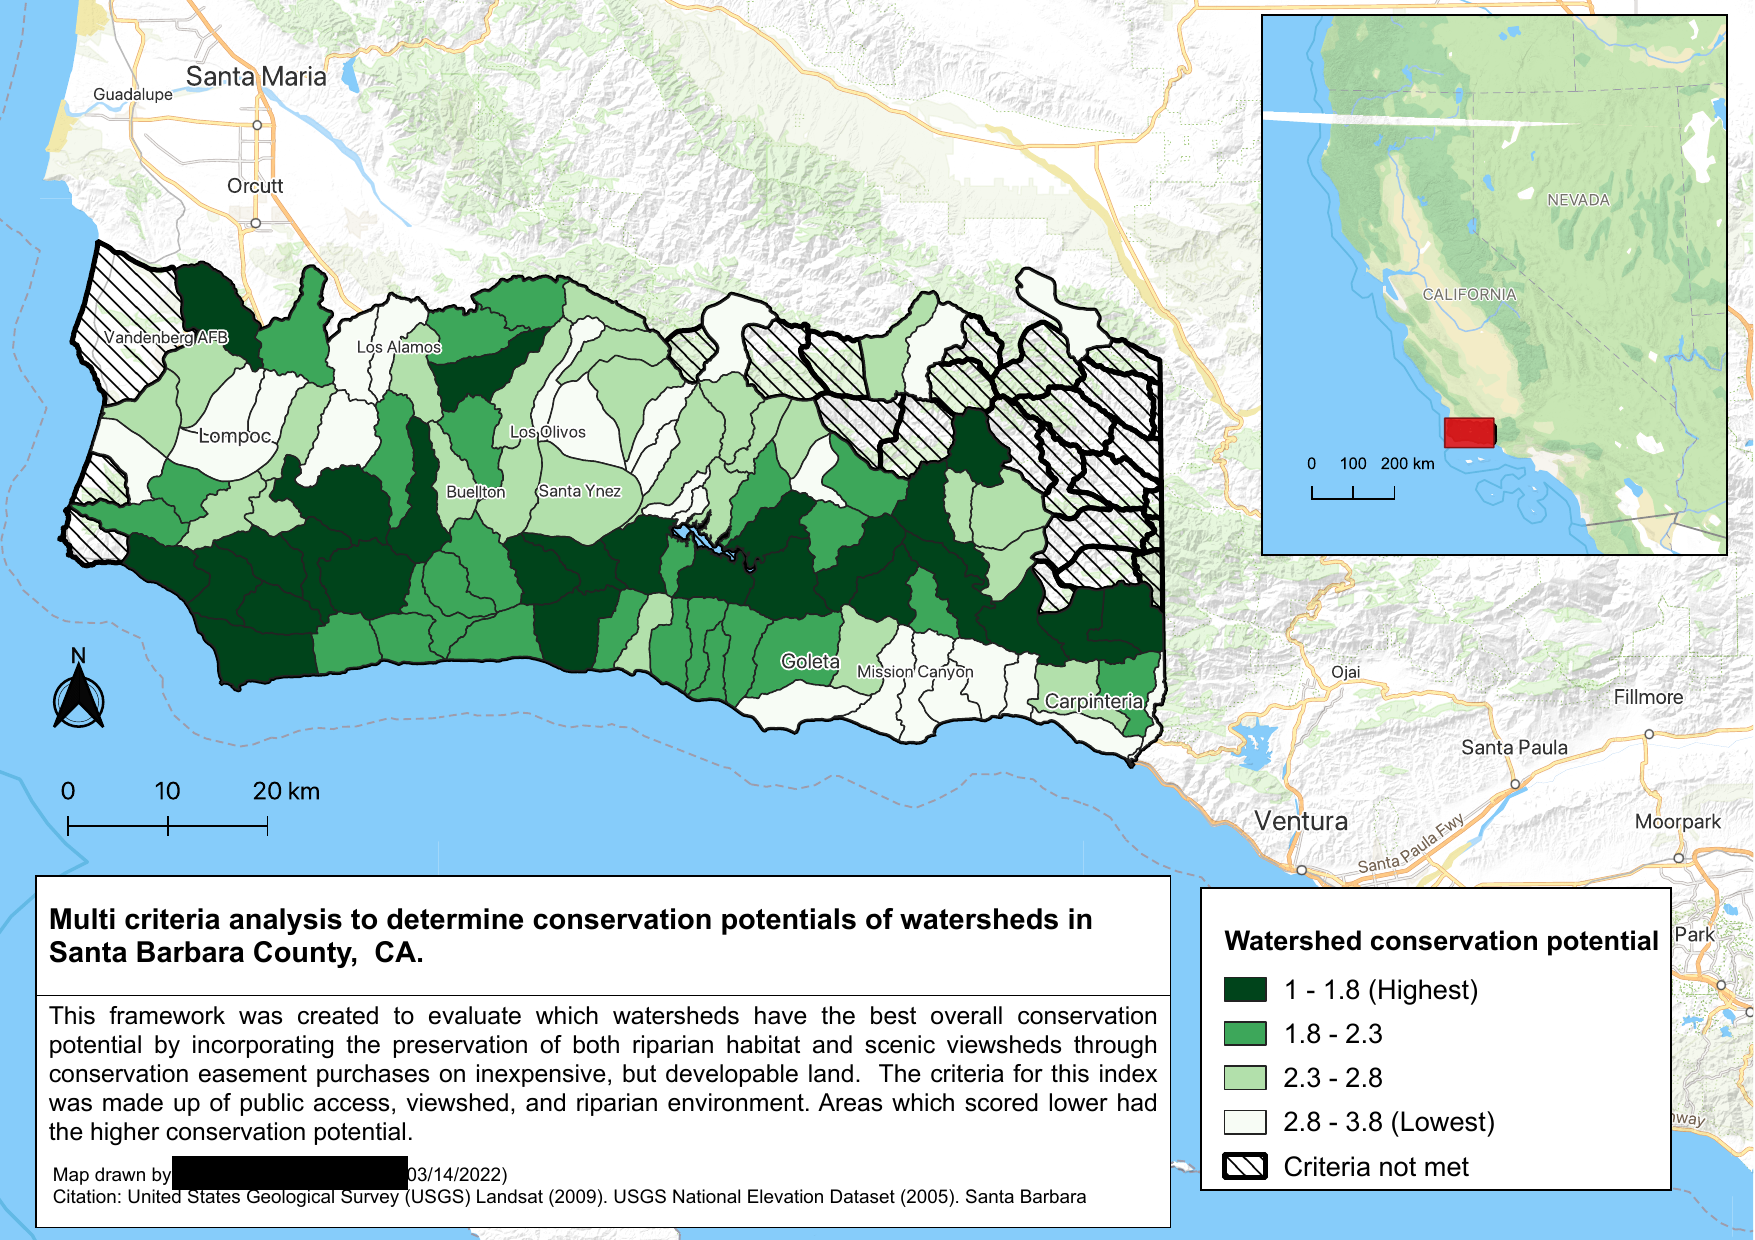 Santa Maria
Guadalupe
Orcutt
Vandenberg AFB
Los Alamos
Lompoc
Los Olivos
Buellton
Santa Ynez
Goleta
Mission Canyon
Carpinteria
Ojai
Fillmore
Santa Paula
Ventura
Santa Paula Fwy
Moorpark
Park
NEVADA
CALIFORNIA
0 100 200 km
N
0 10 20 km
Multi criteria analysis to determine conservation potentials of watersheds in
Santa Barbara County, CA.
This framework was created to evaluate which watersheds have the best overall conservation
potential by incorporating the preservation of both riparian habitat and scenic viewsheds through
conservation easement purchases on inexpensive, but developable land. The criteria for this index
was made up of public access, viewshed, and riparian environment. Areas which scored lower had
the higher conservation potential.
Map drawn by 03/14/2022)
Citation: United States Geological Survey (USGS) Landsat (2009). USGS National Elevation Dataset (2005). Santa Barbara
Watershed conservation potential
1 - 1.8 (Highest)
1.8 - 2.3
2.3 - 2.8
2.8 - 3.8 (Lowest)
Criteria not met